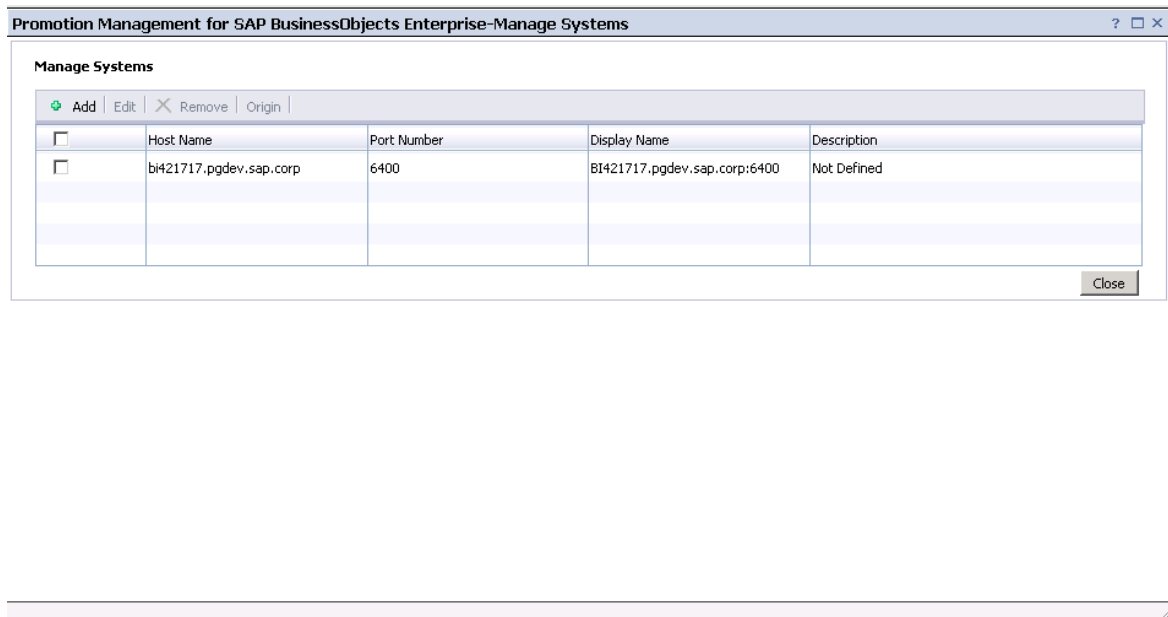 Promotion Management for SAP BusinessObjects Enterprise-Manage Systems ?
Manage Systems
Add Edit Remove Origin
Host Name Port Number Display Name Description
bi421717.pgdev.sap.corp 6400 BI421717.pgdev.sap.corp:6400 Not Defined
Close